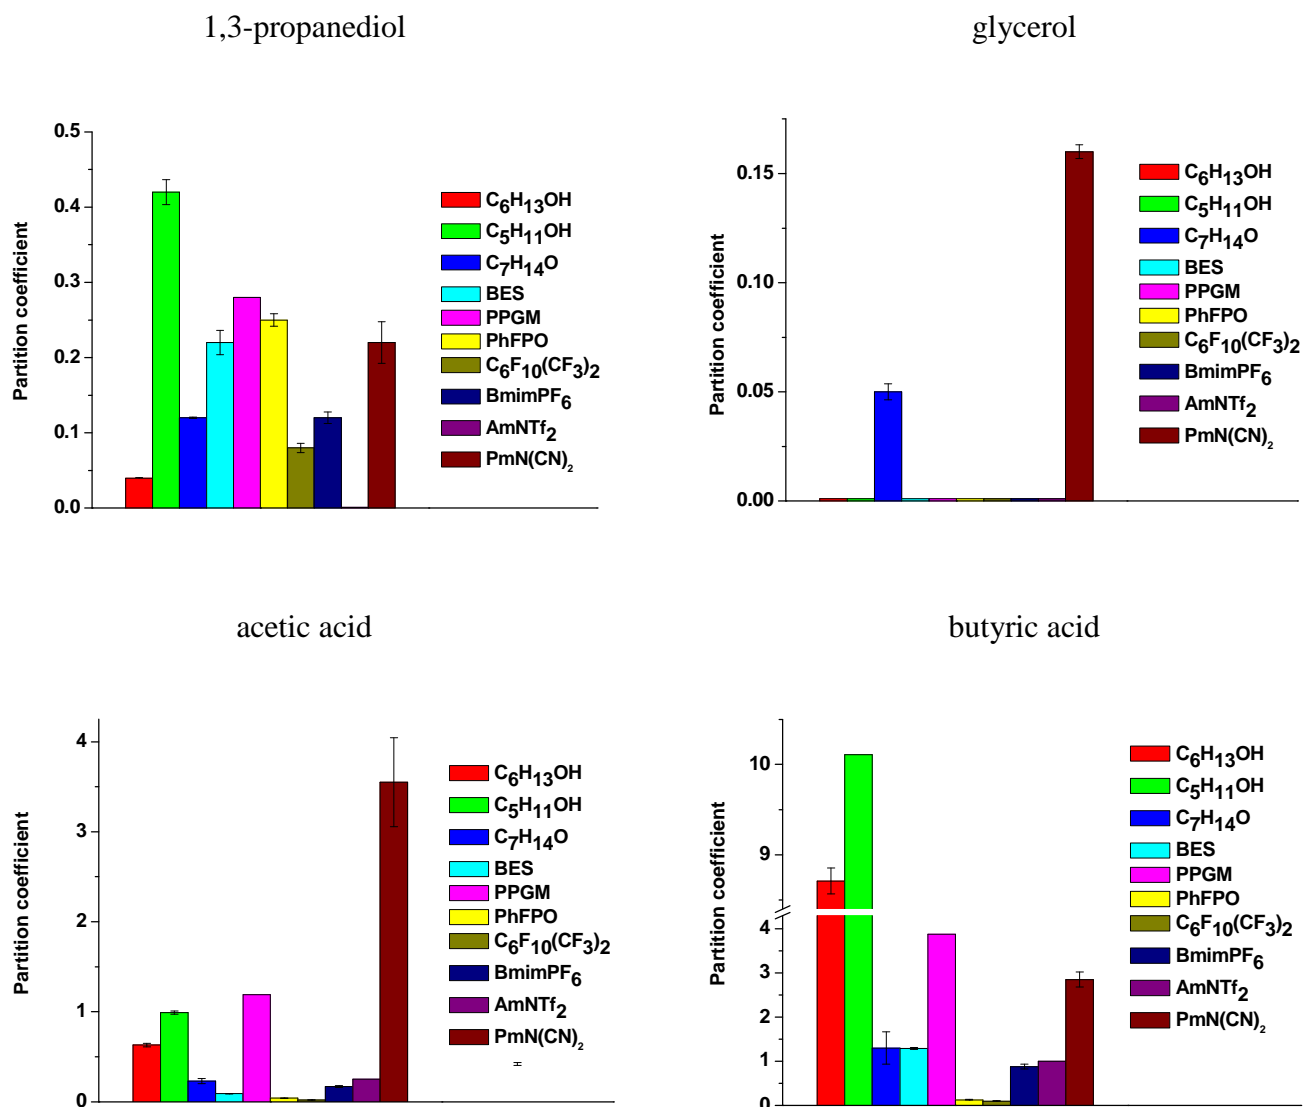 1,3-propanediol
glycerol
Partition coefficient
0.5
0.4
0.3
0.2
0.1
0.0
C6H13OH
C5H11OH
C7H14O
BES
PPGM
PhFPO
C6F10(CF3)2
BmimPF6
AmNTf2
PmN(CN)2
Partition coefficient
0.15
0.10
0.05
0.00
C6H13OH
C5H11OH
C7H14O
BES
PPGM
PhFPO
C6F10(CF3)2
BmimPF6
AmNTf2
PmN(CN)2
acetic acid
butyric acid
Partition coefficient
4
3
2
1
0
C6H13OH
C5H11OH
C7H14O
BES
PPGM
PhFPO
C6F10(CF3)2
BmimPF6
AmNTf2
PmN(CN)2
Partition coefficient
10
9
4
3
2
1
0
C6H13OH
C5H11OH
C7H14O
BES
PPGM
PhFPO
C6F10(CF3)2
BmimPF6
AmNTf2
PmN(CN)2